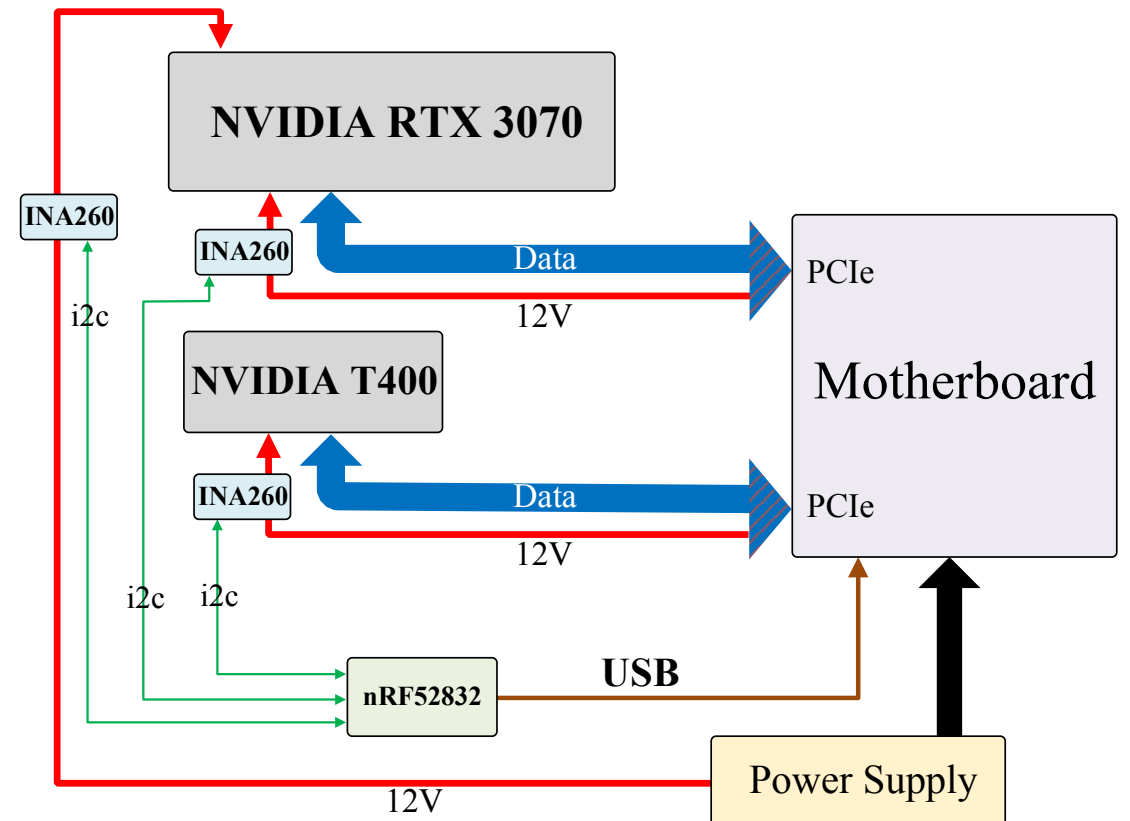 NVIDIA RTX 3070
INA260
INA260
Data
PCIe
i2c
12V
NVIDIA T400
Motherboard
INA260
Data
PCIe
12V
i2c
i2c
USB
nRF52832
Power Supply
12V